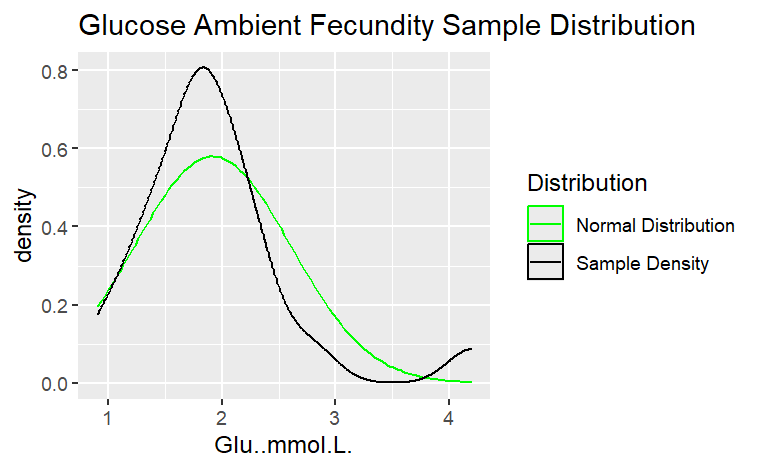 Glucose Ambient Fecundity Sample Distribution
0.8
0.6
0.4
0.2
0.0
density
1 2 3 4
Glu..mmol.L.
Distribution
Normal Distribution
Sample Density